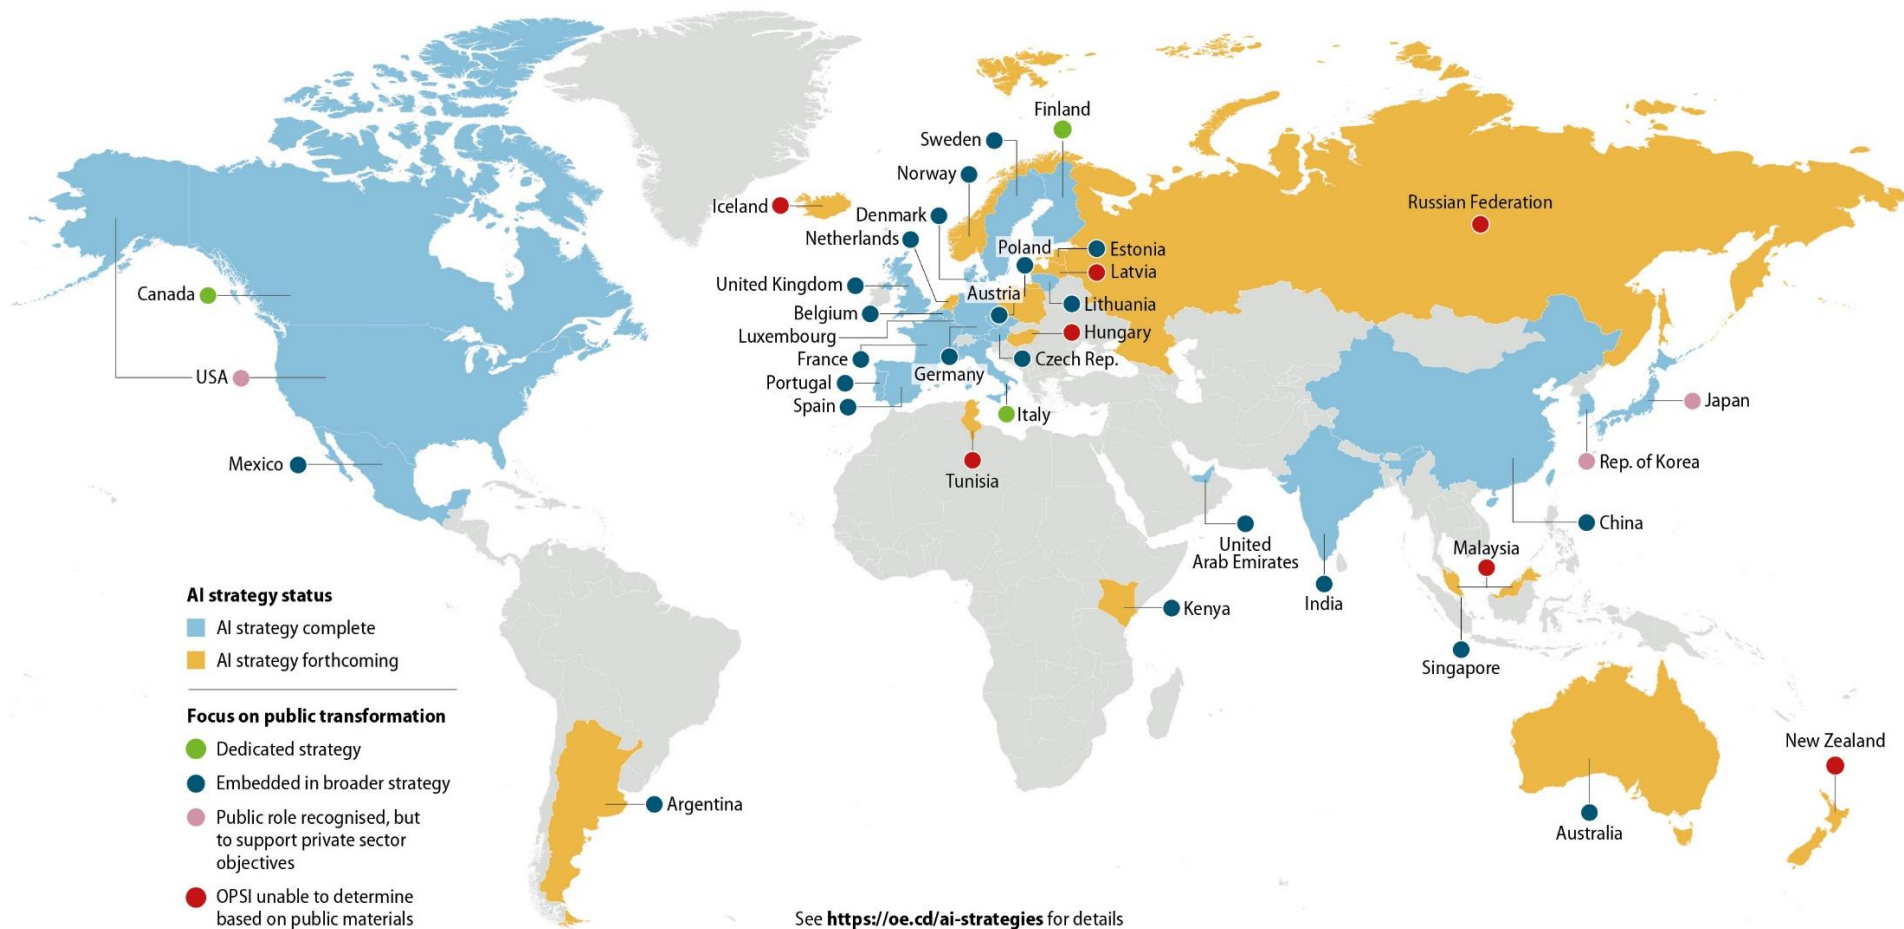 Finland
Sweden
Norway
Iceland
Denmark
Netherlands
Poland
Estonia
Latvia
Russian Federation
United Kingdom
Austria
Lithuania
Belgium
Luxembourg
Hungary
France
Czech Rep.
Germany
Portugal
Spain
Italy
Canada
USA
Mexico
Tunisia
Japan
Rep. of Korea
China
United
Arab Emirates
India
Malaysia
Kenya
Singapore
Argentina
Australia
New Zealand
AI strategy status
AI strategy complete
AI strategy forthcoming
Focus on public transformation
Dedicated strategy
Embedded in broader strategy
Public role recognised, but
to support private sector
objectives
OPSI unable to determine
based on public materials
See https://oe.cd/ai-strategies for details